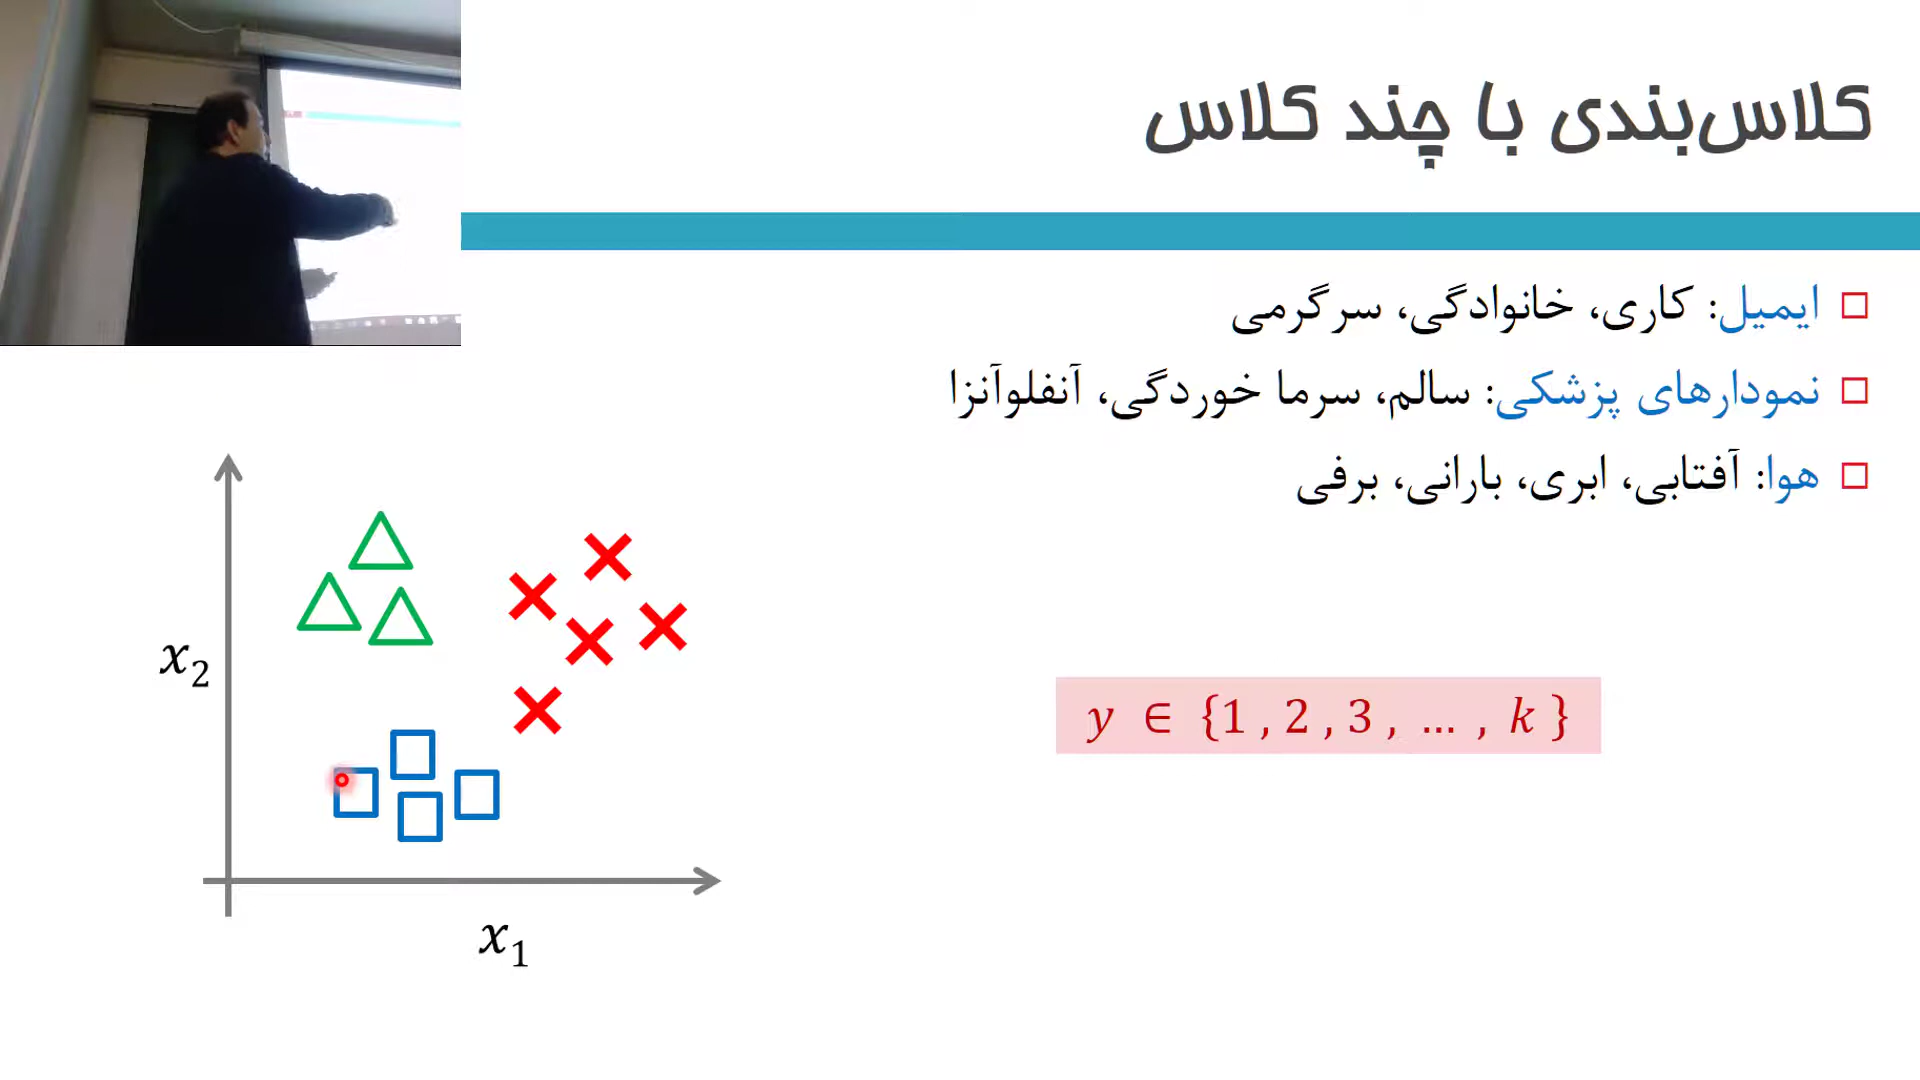 کلاس‌بندی با چند کلاس
ایمیل: کاری، خانوادگی، سرگرمی
نمودارهای پزشکی: سالم، سرما خوردگی، آنفلوآنزا
هوا: آفتابی، ابری، بارانی، برفی
x₂
y ∈ {1 , 2 , 3 , … , k }
x₁